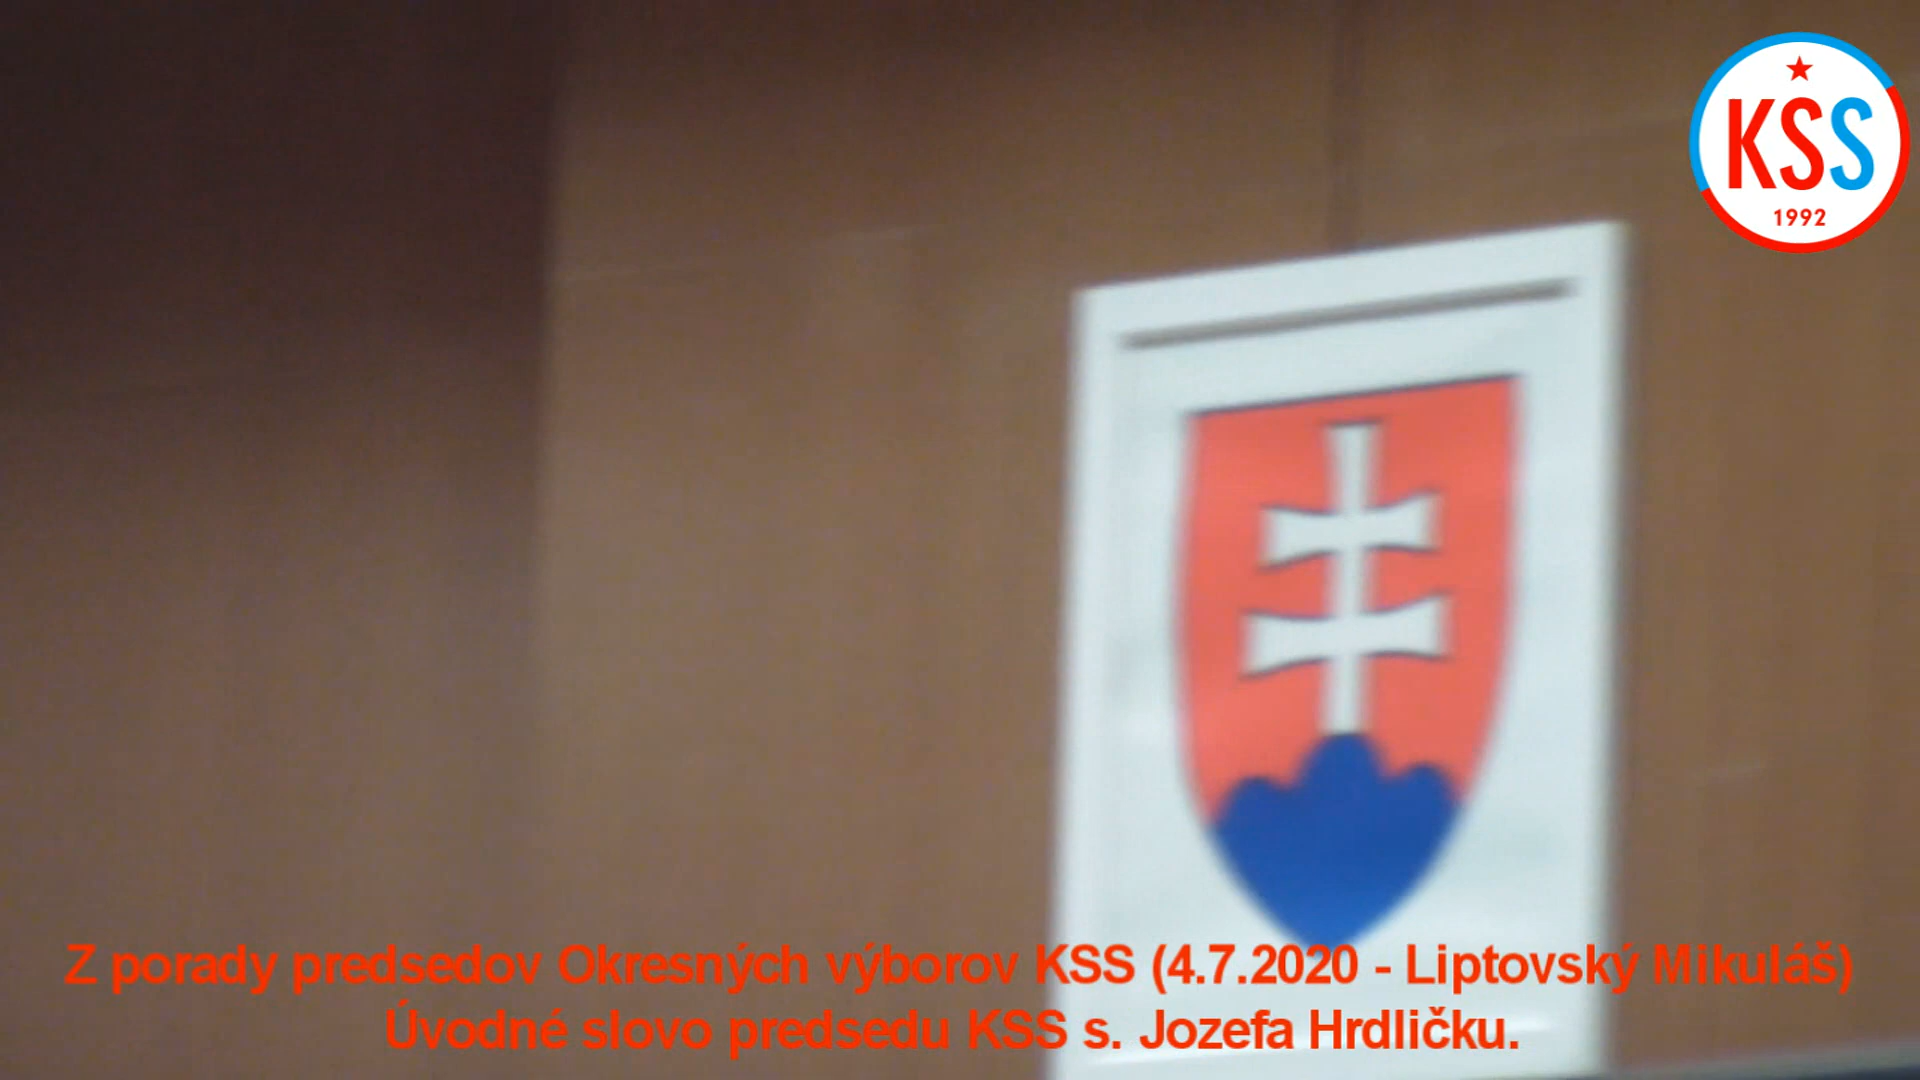 KSS
1992
Z porady predsedov Okresných výborov KSS (4.7.2020 - Liptovský Mikuláš)
Úvodné slovo predsedu KSS s. Jozefa Hrdličku.